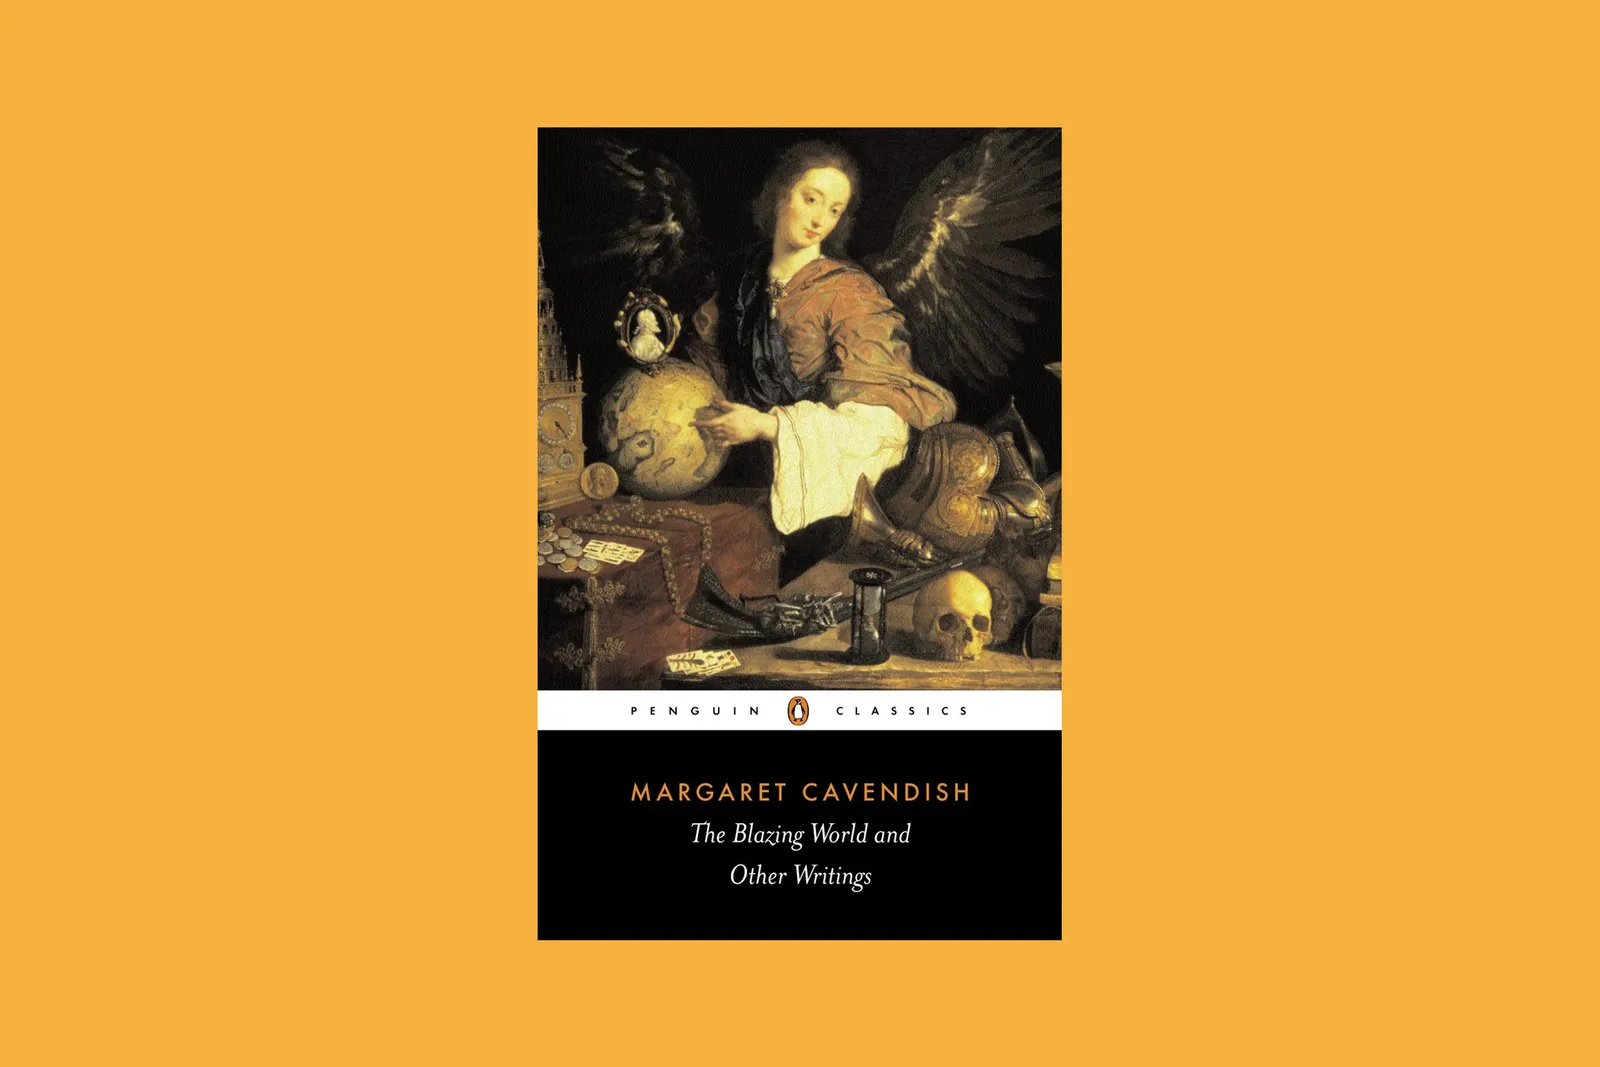 PENGUIN CLASSICS
MARGARET CAVENDISH
The Blazing World and
Other Writings